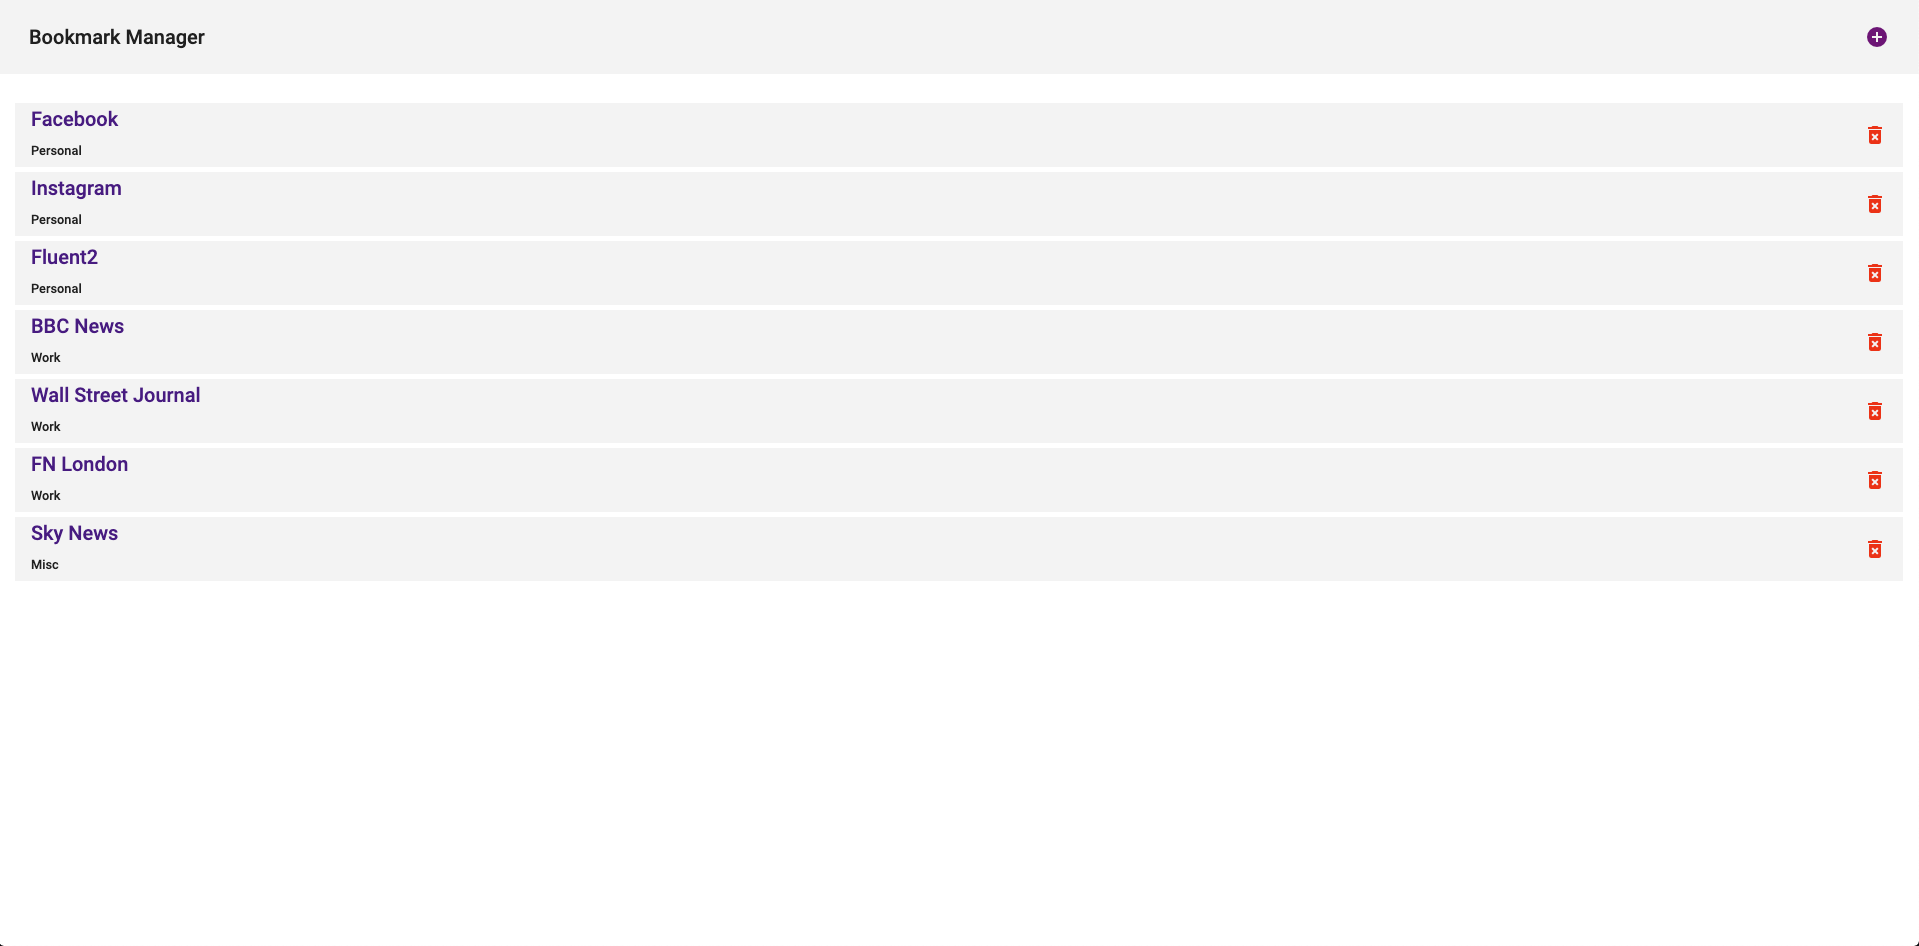 Bookmark Manager
Facebook
Personal
Instagram
Personal
Fluent2
Personal
BBC News
Work
Wall Street Journal
Work
FN London
Work
Sky News
Misc